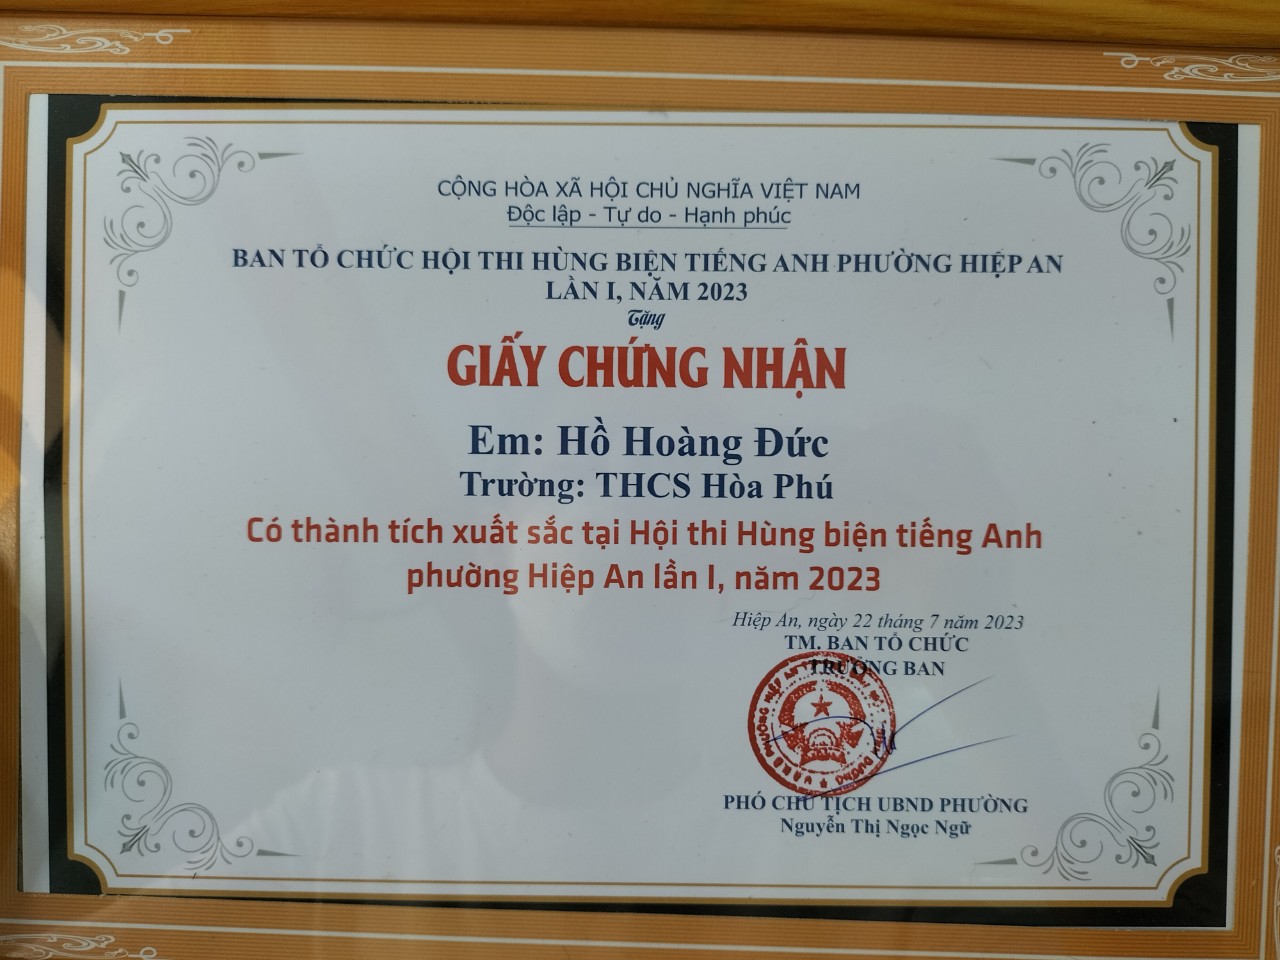 CỘNG HÒA XÃ HỘI CHỦ NGHĨA VIỆT NAM
Độc lập - Tự do - Hạnh phúc
BAN TỔ CHỨC HỘI THI HÙNG BIỆN TIẾNG ANH PHƯỜNG HIỆP AN
LẦN I, NĂM 2023
Tặng
GIẤY CHỨNG NHẬN
Em: Hồ Hoàng Đức
Trường: THCS Hòa Phú
Có thành tích xuất sắc tại Hội thi Hùng biện tiếng Anh
phường Hiệp An lần I, năm 2023
Hiệp An, ngày 22 tháng 7 năm 2023
TM. BAN TỔ CHỨC
TRƯỞNG BAN
PHƯỜNG HIỆP AN
PHÓ CHỦ TỊCH UBND PHƯỜNG
Nguyễn Thị Ngọc Ngữ